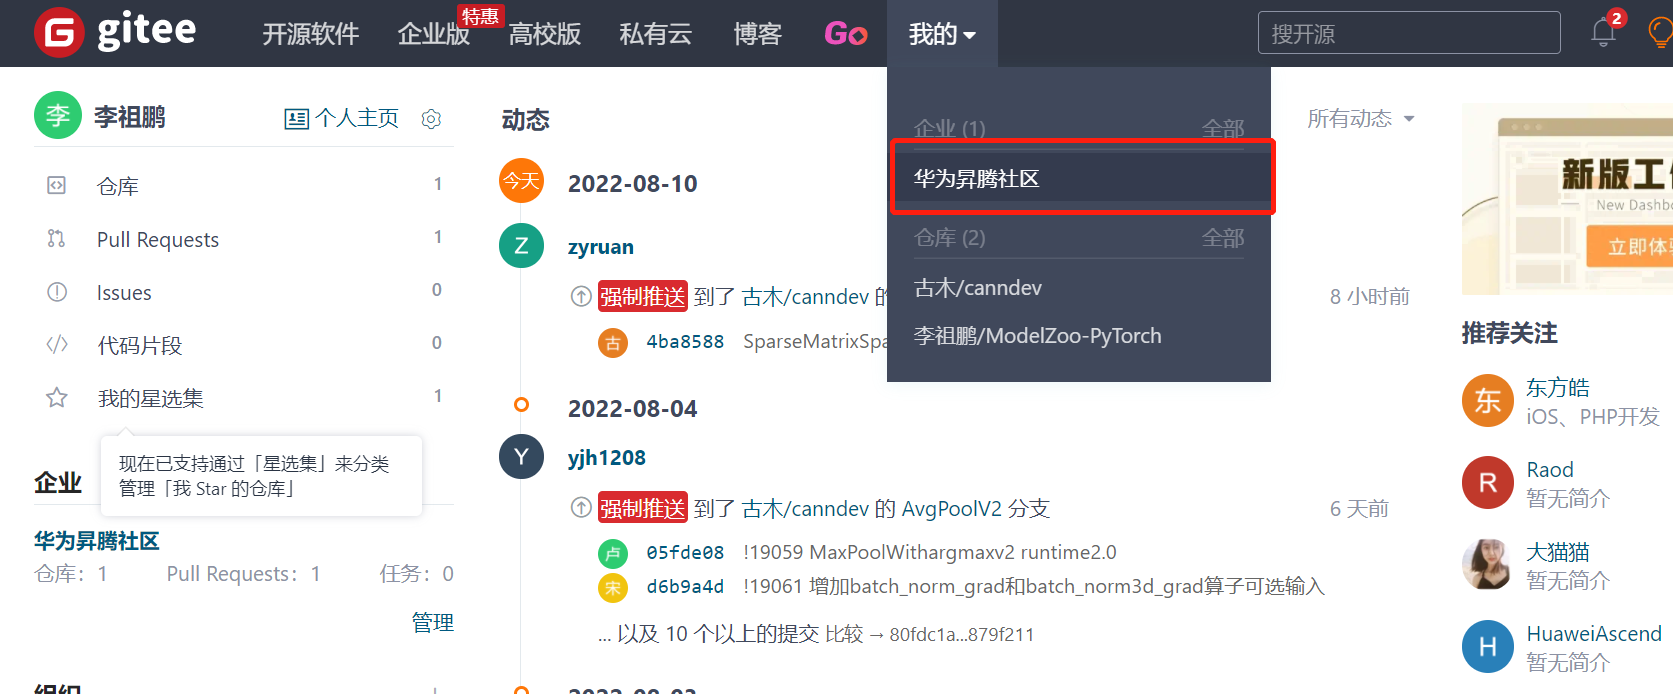 gitee
开源软件
企业版
特惠
高校版
私有云
博客
Go
我的
搜开源
2
李
李祖鹏
个人主页
仓库 1
Pull Requests 1
Issues 0
代码片段 0
我的星选集 1
现在已支持通过「星选集」来分类
管理「我 Star 的仓库」
企业
华为昇腾社区
仓库：1 Pull Requests：1 任务：0
管理
动态
所有动态
今天 2022-08-10
Z zyruan
强制推送 到了 古木/canndev 的
8 小时前
古 4ba8588 SparseMatrixSpa
2022-08-04
Y yjh1208
强制推送 到了 古木/canndev 的 AvgPoolV2 分支
6 天前
卢 05fde08 !19059 MaxPoolWithargmaxv2 runtime2.0
宋 d6b9a4d !19061 增加batch_norm_grad和batch_norm3d_grad算子可选输入
... 以及 10 个以上的提交 比较 → 80fdc1a...879f211
企业 (1) 全部
华为昇腾社区
仓库 (2) 全部
古木/canndev
李祖鹏/ModelZoo-PyTorch
新版工
New Dashb
立即体
推荐关注
东 东方皓
iOS、PHP开发
R Raod
暂无简介
大猫猫
暂无简介
H HuaweiAscend
暂无简介